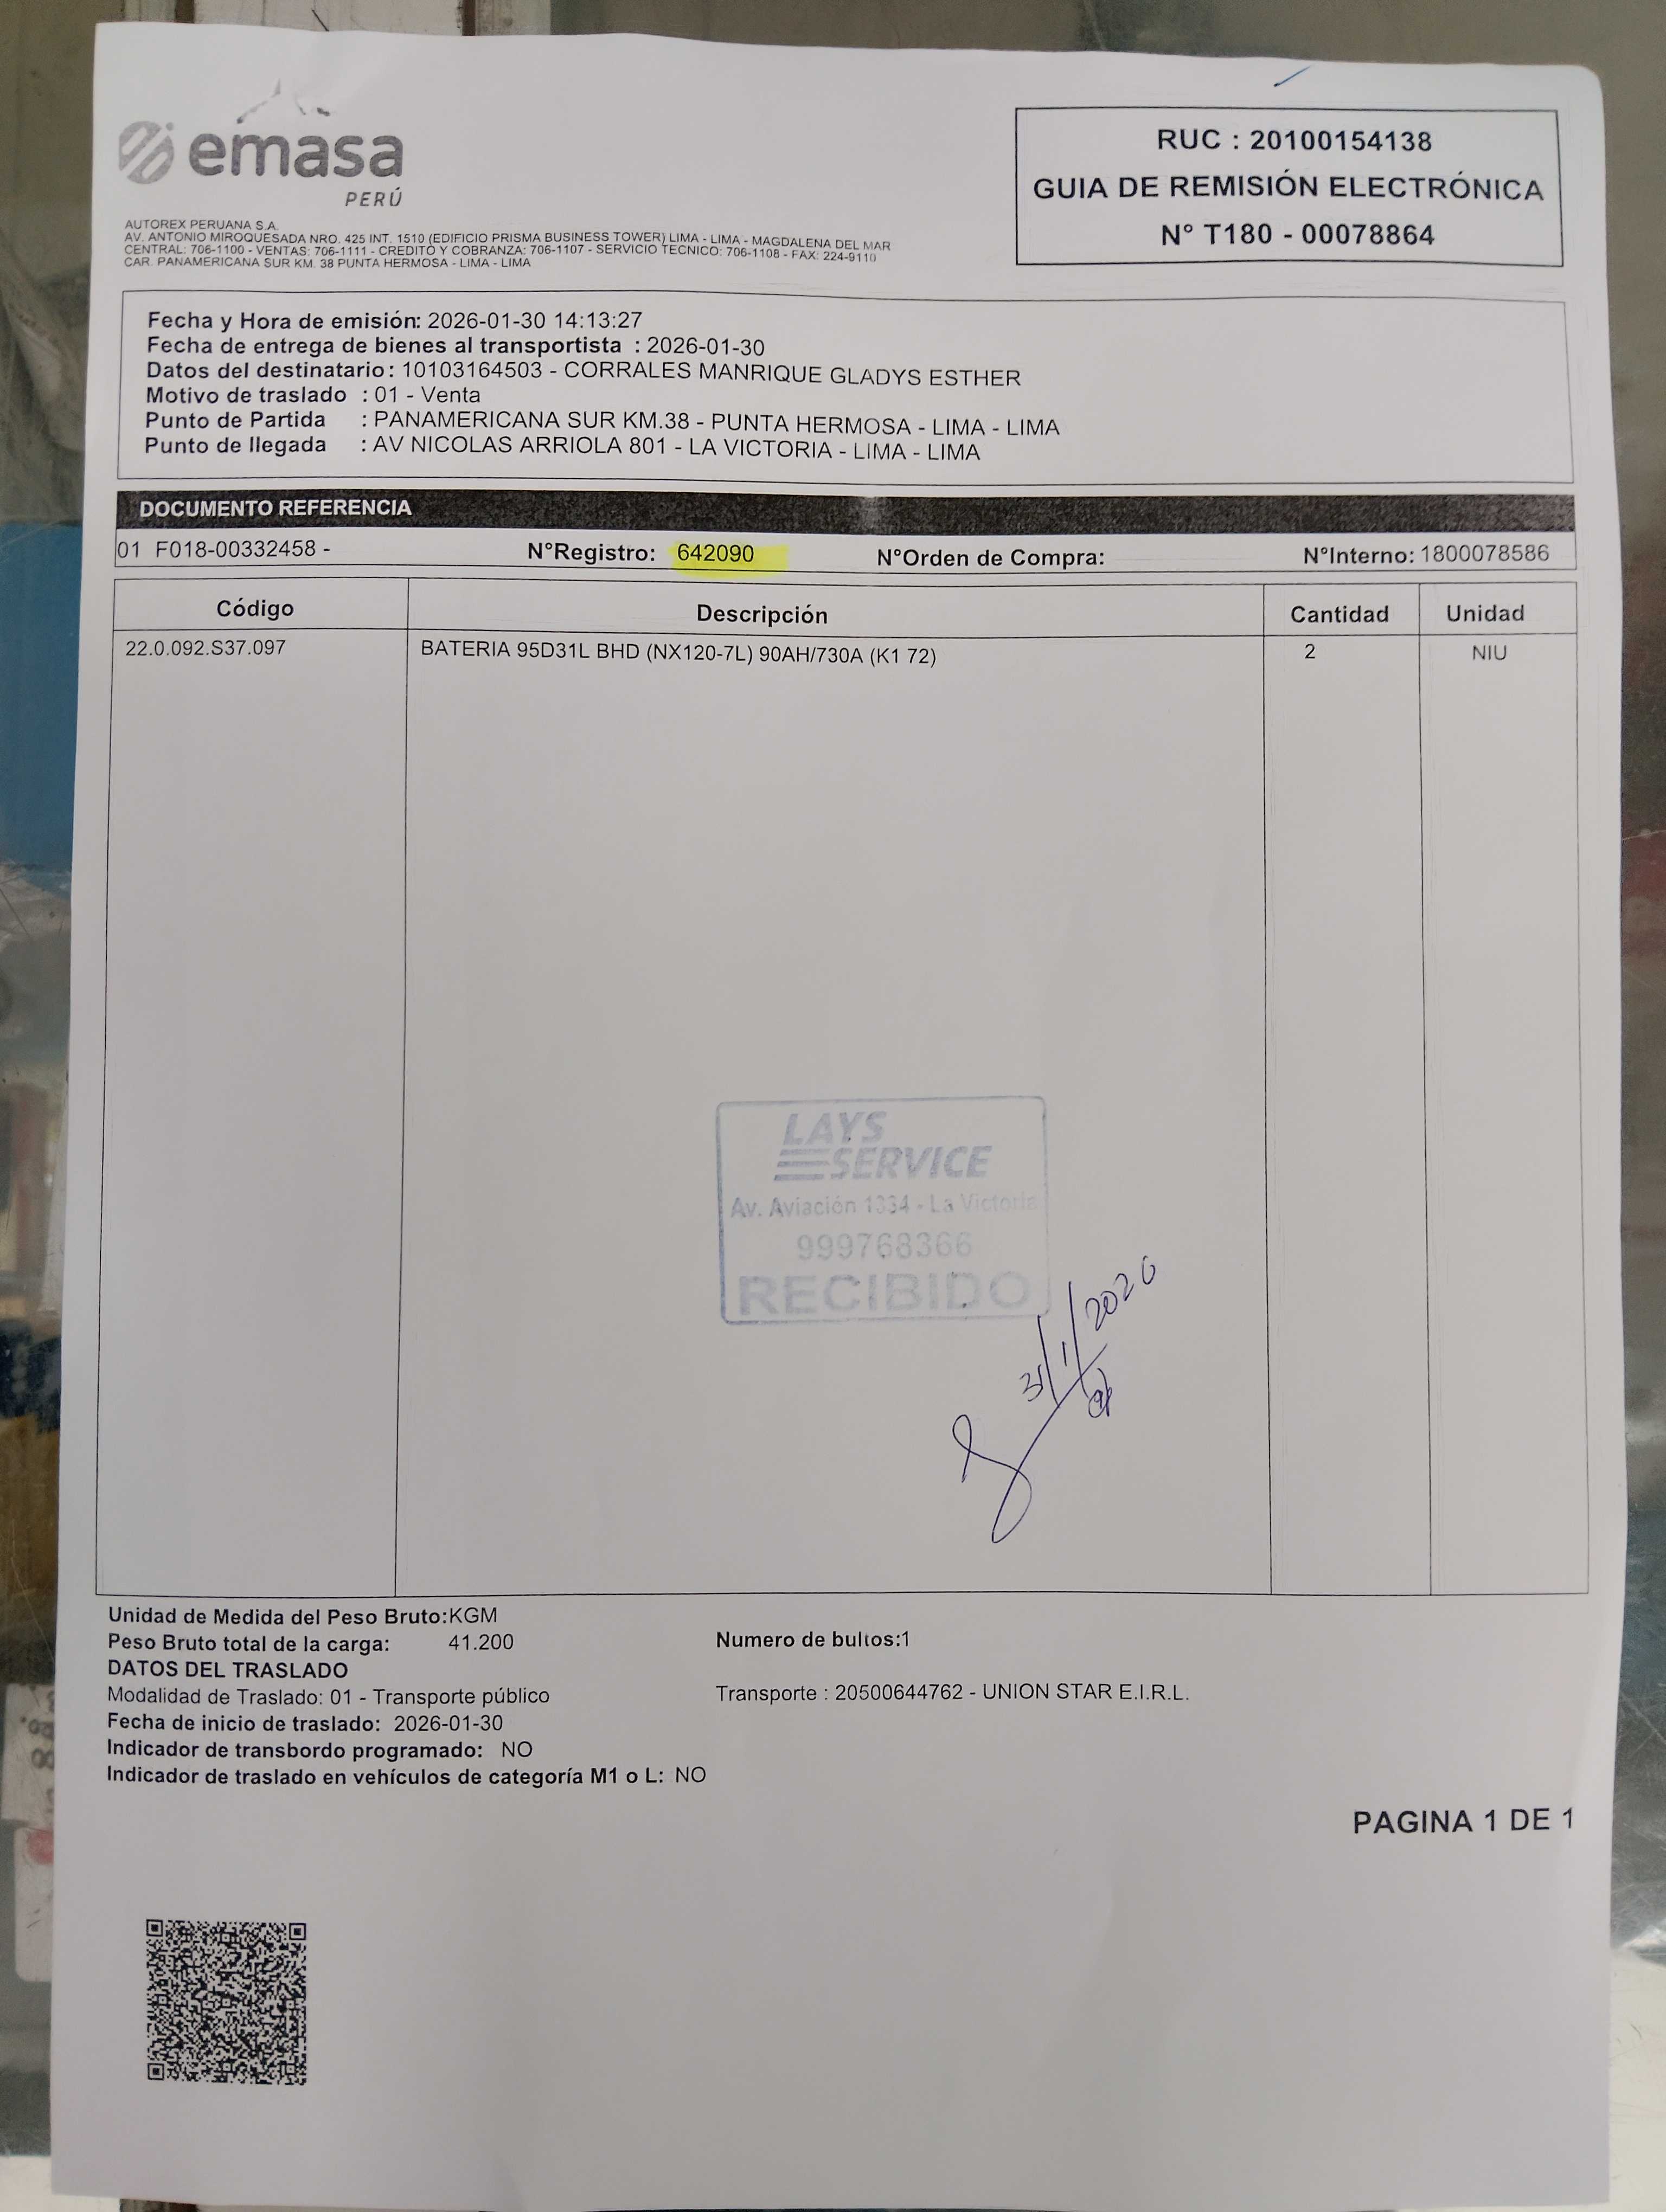 emasa
PERÚ
AUTOREX PERUANA S.A.
AV. ANTONIO MIROQUESADA NRO. 425 INT. 1510 (EDIFICIO PRISMA BUSINESS TOWER) LIMA - LIMA - MAGDALENA DEL MAR
CENTRAL: 706-1100 - VENTAS: 706-1111 - CREDITO Y COBRANZA: 706-1107 - SERVICIO TECNICO: 706-1108 - FAX: 224-9110
CAR. PANAMERICANA SUR KM. 38 PUNTA HERMOSA - LIMA - LIMA
RUC : 20100154138
GUIA DE REMISIÓN ELECTRÓNICA
N° T180 - 00078864
Fecha y Hora de emisión: 2026-01-30 14:13:27
Fecha de entrega de bienes al transportista : 2026-01-30
Datos del destinatario : 10103164503 - CORRALES MANRIQUE GLADYS ESTHER
Motivo de traslado : 01 - Venta
Punto de Partida : PANAMERICANA SUR KM.38 - PUNTA HERMOSA - LIMA - LIMA
Punto de llegada : AV NICOLAS ARRIOLA 801 - LA VICTORIA - LIMA - LIMA
DOCUMENTO REFERENCIA
01 F018-00332458 - N°Registro: 642090 N°Orden de Compra: N°Interno: 1800078586
Código Descripción Cantidad Unidad
22.0.092.S37.097 BATERIA 95D31L BHD (NX120-7L) 90AH/730A (K1 72) 2 NIU
LAYS
SERVICE
Av. Aviación 1334 - La Victoria
999768366
RECIBIDO
31/1/2026
Unidad de Medida del Peso Bruto:KGM
Peso Bruto total de la carga: 41.200 Numero de bultos:1
DATOS DEL TRASLADO
Modalidad de Traslado: 01 - Transporte público Transporte : 20500644762 - UNION STAR E.I.R.L.
Fecha de inicio de traslado: 2026-01-30
Indicador de transbordo programado: NO
Indicador de traslado en vehículos de categoría M1 o L: NO
PAGINA 1 DE 1